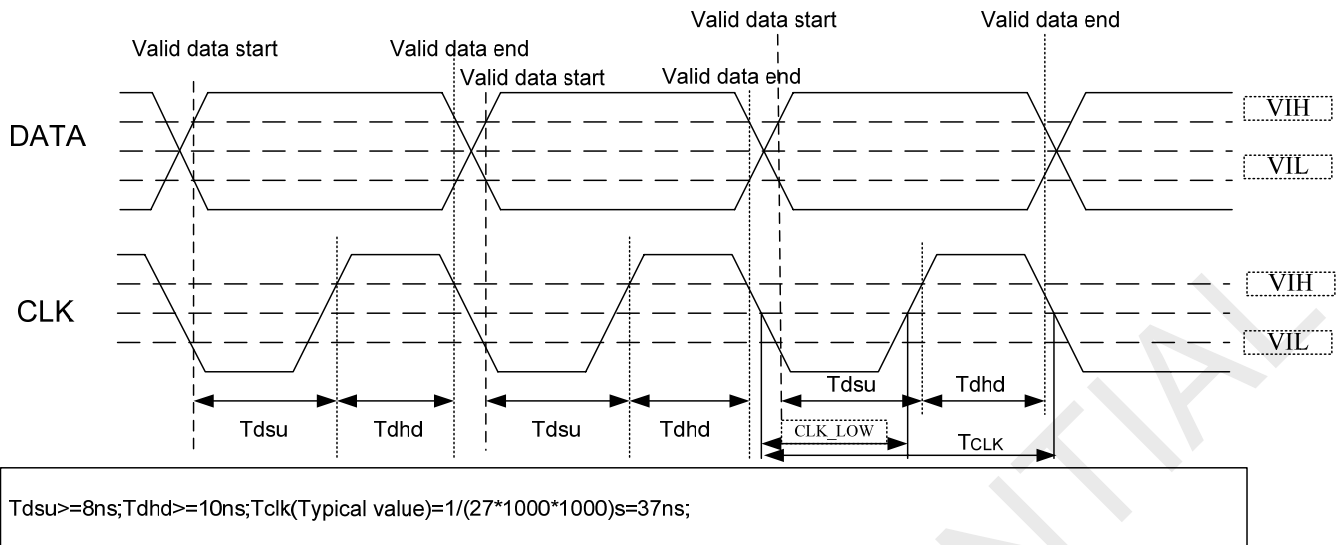 Valid data start
Valid data end
Valid data start
Valid data end
Valid data start
Valid data end
DATA
VIH
VIL
CLK
VIH
VIL
Tdsu
Tdhd
Tdsu
Tdhd
Tdsu
Tdhd
CLK_LOW
TCLK
Tdsu>=8ns;Tdhd>=10ns;Tclk(Typical value)=1/(27*1000*1000)s=37ns;
NTIAL